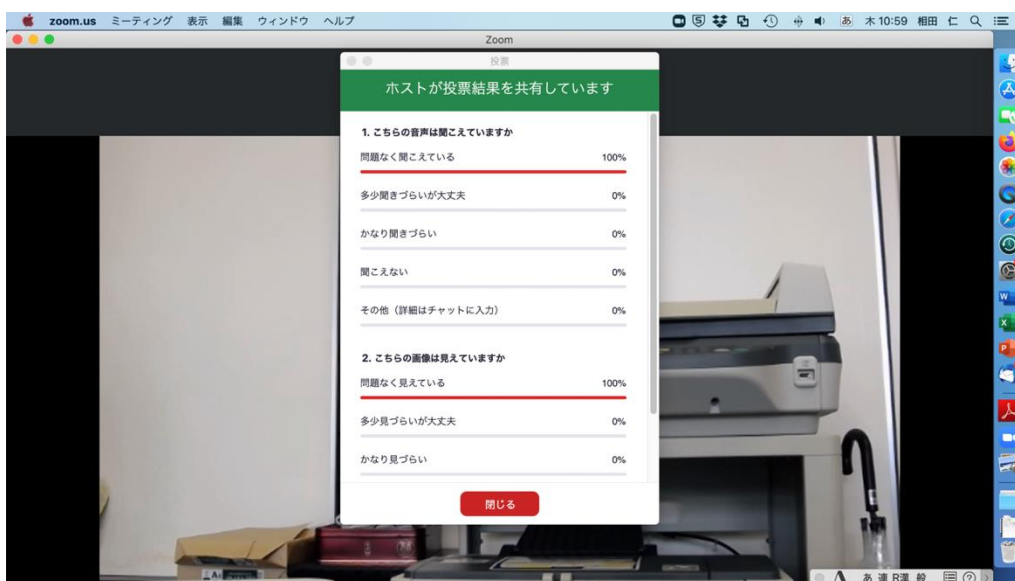 zoom.us ミーティング 表示 編集 ウィンドウ ヘルプ
あ 木10:59 相田 仁
Zoom
投票
ホストが投票結果を共有しています
1. こちらの音声は聞こえていますか
問題なく聞こえている 100%
多少聞きづらいが大丈夫 0%
かなり聞きづらい 0%
聞こえない 0%
その他（詳細はチャットに入力） 0%
2. こちらの画像は見えていますか
問題なく見えている 100%
多少見づらいが大丈夫 0%
かなり見づらい 0%
閉じる
A あ 連 R漢 般